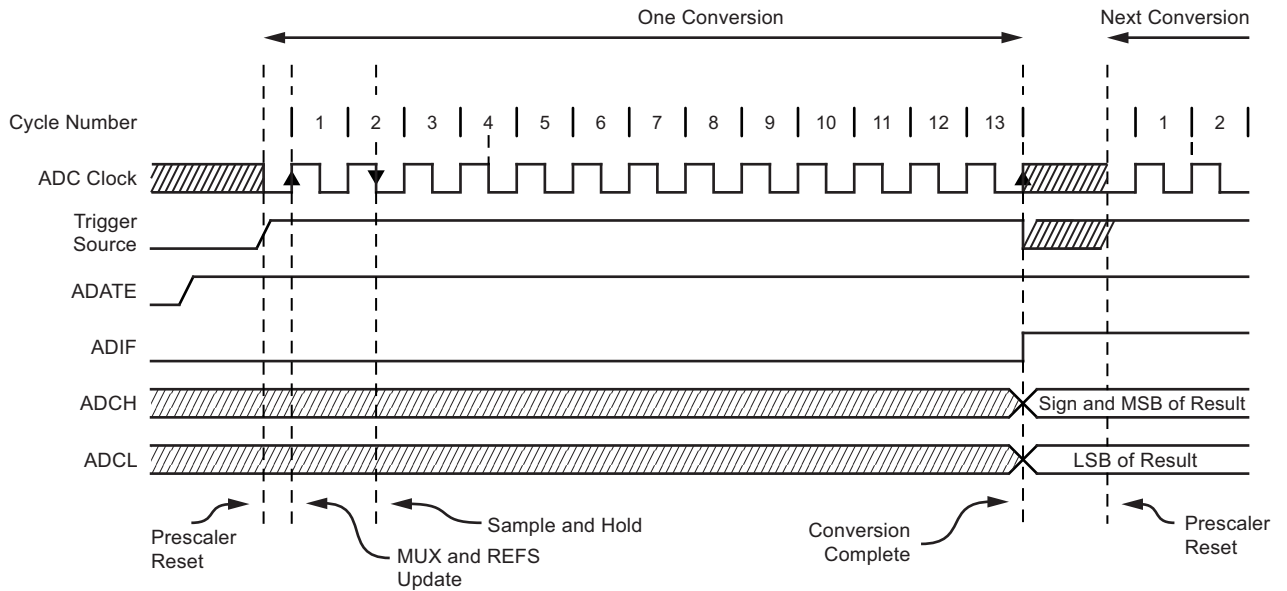 One Conversion
Next Conversion
Cycle Number
1 2 3 4 5 6 7 8 9 10 11 12 13 1 2
ADC Clock
Trigger
Source
ADATE
ADIF
ADCH
Sign and MSB of Result
ADCL
LSB of Result
Prescaler
Reset
MUX and REFS
Update
Sample and Hold
Conversion
Complete
Prescaler
Reset